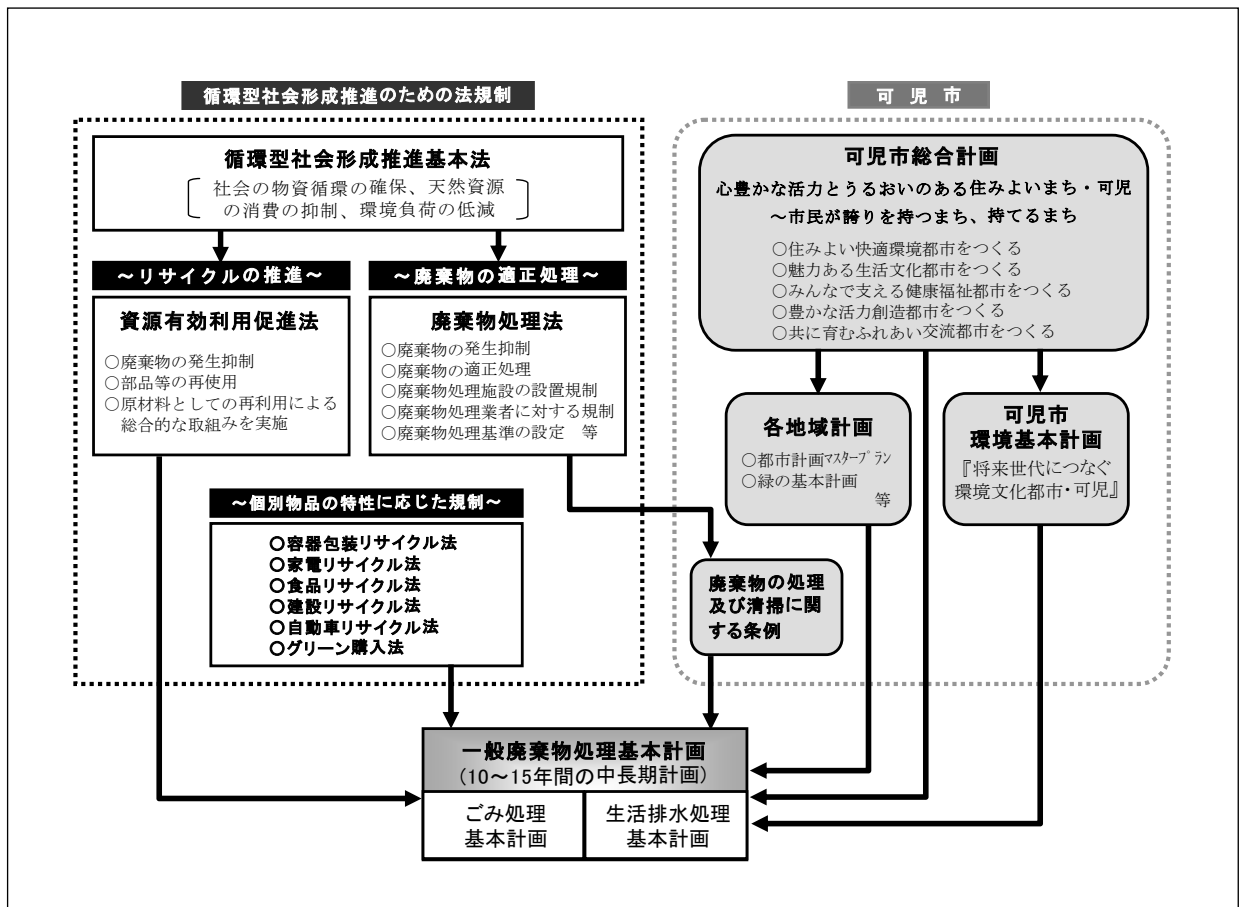 循環型社会形成推進のための法規制
循環型社会形成推進基本法
社会の物資循環の確保、天然資源
の消費の抑制、環境負荷の低減
~リサイクルの推進~
資源有効利用促進法
○廃棄物の発生抑制
○部品等の再使用
○原材料としての再利用による
総合的な取組みを実施
~廃棄物の適正処理~
廃棄物処理法
○廃棄物の発生抑制
○廃棄物の適正処理
○廃棄物処理施設の設置規制
○廃棄物処理業者に対する規制
○廃棄物処理基準の設定 等
~個別物品の特性に応じた規制~
○容器包装リサイクル法
○家電リサイクル法
○食品リサイクル法
○建設リサイクル法
○自動車リサイクル法
○グリーン購入法
可児市
可児市総合計画
心豊かな活力とうるおいのある住みよいまち・可児
~市民が誇りを持つまち、持てるまち
○住みよい快適環境都市をつくる
○魅力ある生活文化都市をつくる
○みんなで支える健康福祉都市をつくる
○豊かな活力創造都市をつくる
○共に育むふれあい交流都市をつくる
各地域計画
○都市計画マスタープラン
○緑の基本計画
等
可児市
環境基本計画
『将来世代につなぐ
環境文化都市・可児』
廃棄物の処理
及び清掃に関
する条例
一般廃棄物処理基本計画
(10~15年間の中長期計画)
ごみ処理
基本計画
生活排水処理
基本計画